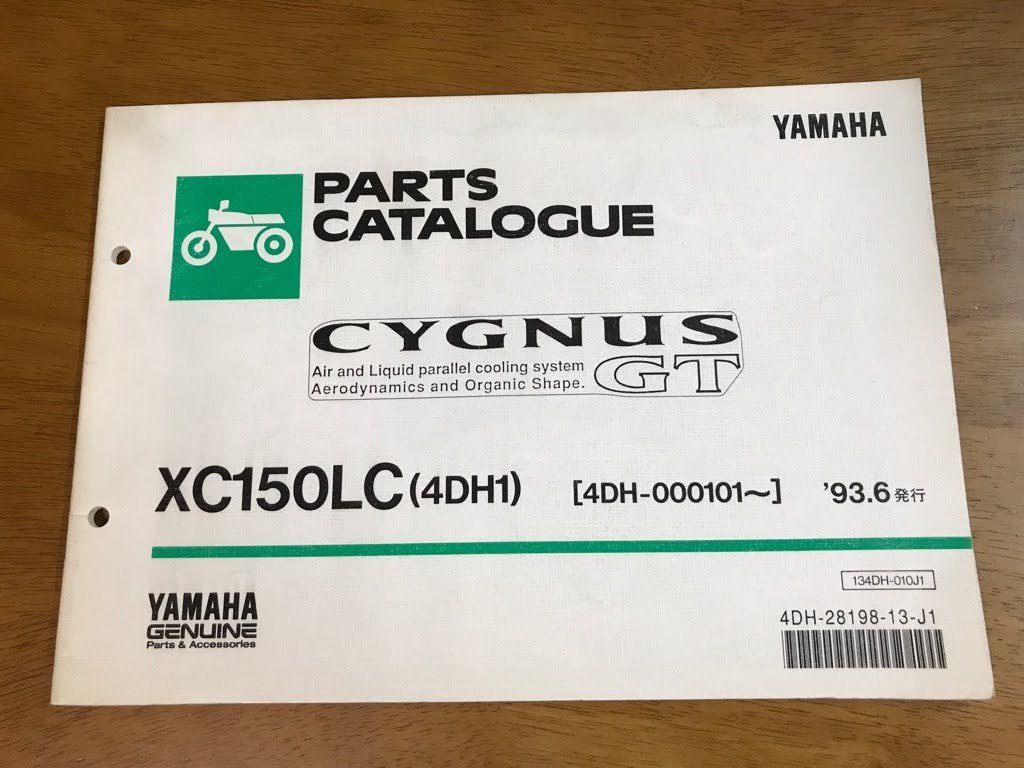 YAMAHA
PARTS
CATALOGUE
CYGNUS
Air and Liquid parallel cooling system
Aerodynamics and Organic Shape.
GT
XC150LC (4DH1) [4DH-000101～] '93.6 発行
134DH-010J1
4DH-28198-13-J1
YAMAHA
GENUINE
Parts & Accessories